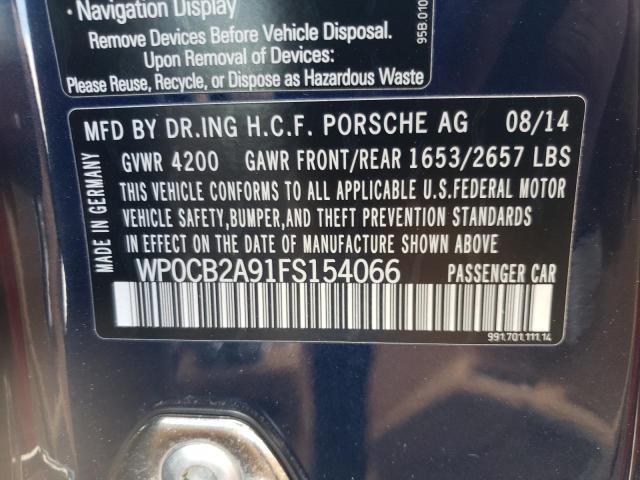 • Navigation Display
Remove Devices Before Vehicle Disposal.
Upon Removal of Devices:
Please Reuse, Recycle, or Dispose as Hazardous Waste
95B.010
MFD BY DR.ING H.C.F. PORSCHE AG 08/14
GVWR 4200 GAWR FRONT/REAR 1653/2657 LBS
THIS VEHICLE CONFORMS TO ALL APPLICABLE U.S.FEDERAL MOTOR
VEHICLE SAFETY,BUMPER,AND THEFT PREVENTION STANDARDS
IN EFFECT ON THE DATE OF MANUFACTURE SHOWN ABOVE
WP0CB2A91FS154066 PASSENGER CAR
991.701.111.14
MADE IN GERMANY